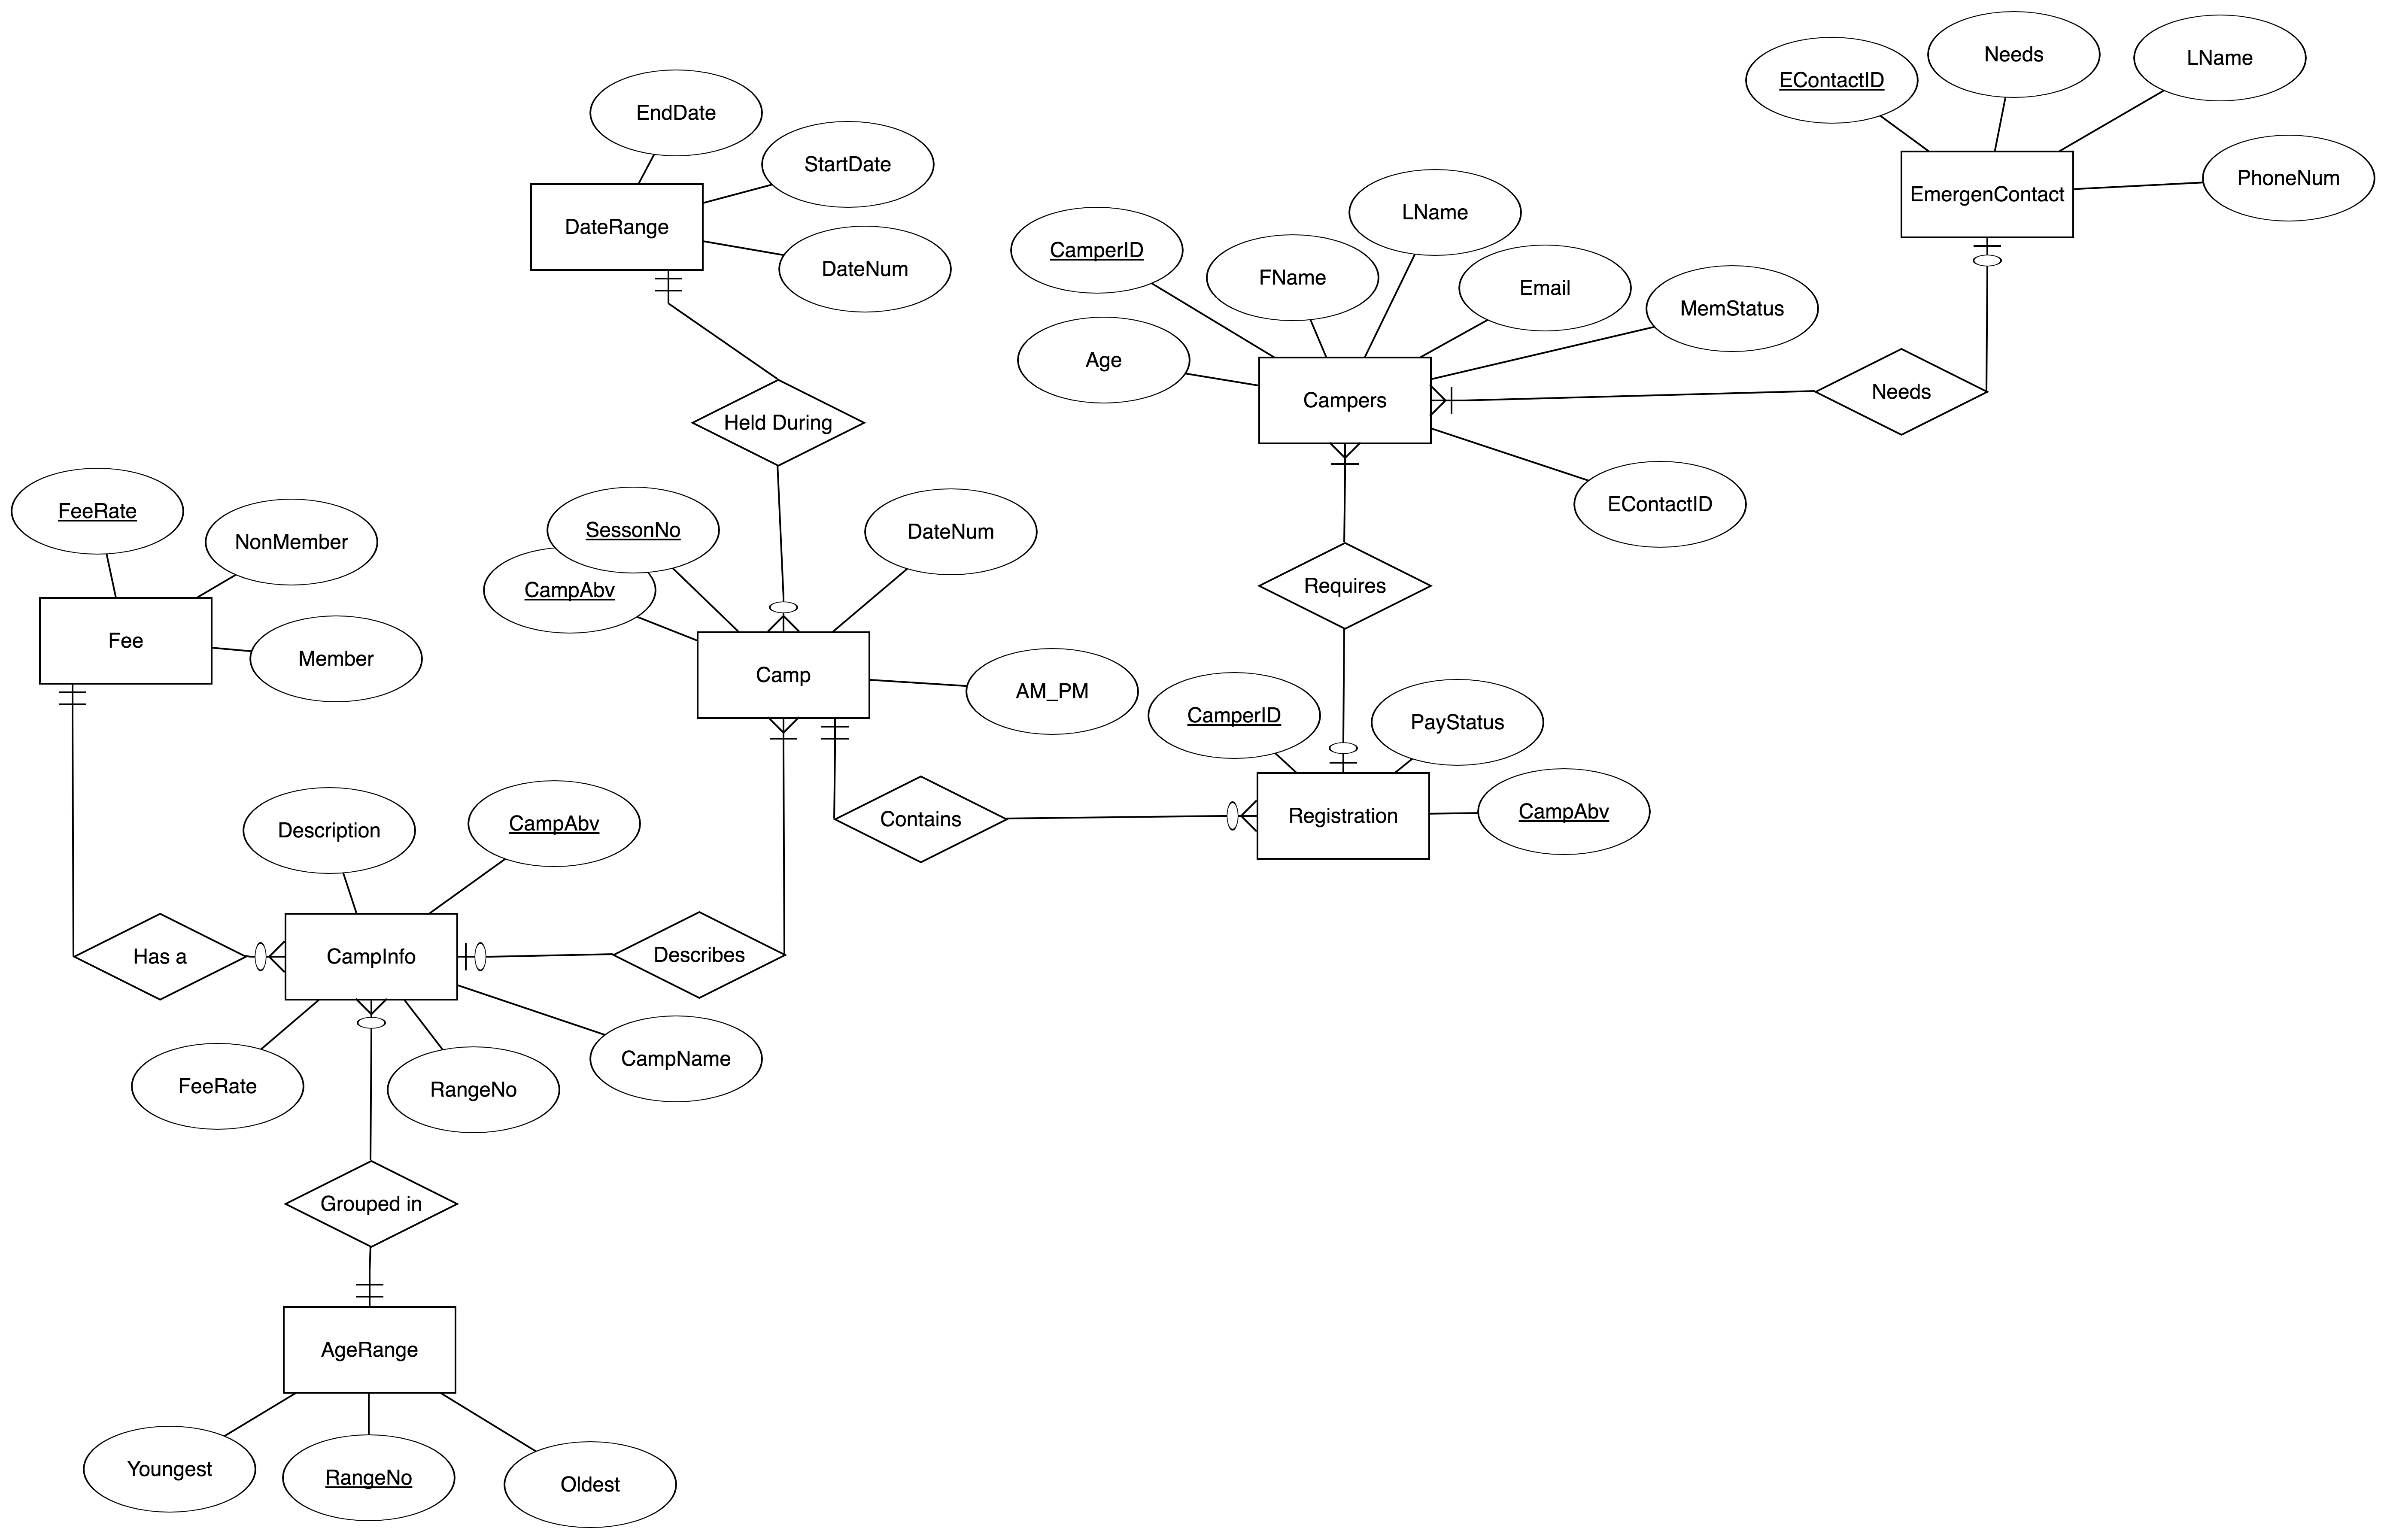 Needs
LName
EContactID
EndDate
StartDate
PhoneNum
EmergenContact
LName
DateRange
CamperID
DateNum
FName
Email
MemStatus
Age
Needs
Campers
Held During
EContactID
FeeRate
SessonNo
DateNum
NonMember
CampAbv
Requires
Fee
Member
Camp
AM_PM
CamperID
PayStatus
CampAbv
Registration
Contains
Description
CampAbv
Has a
CampInfo
Describes
CampName
FeeRate
RangeNo
Grouped in
AgeRange
Youngest
RangeNo
Oldest